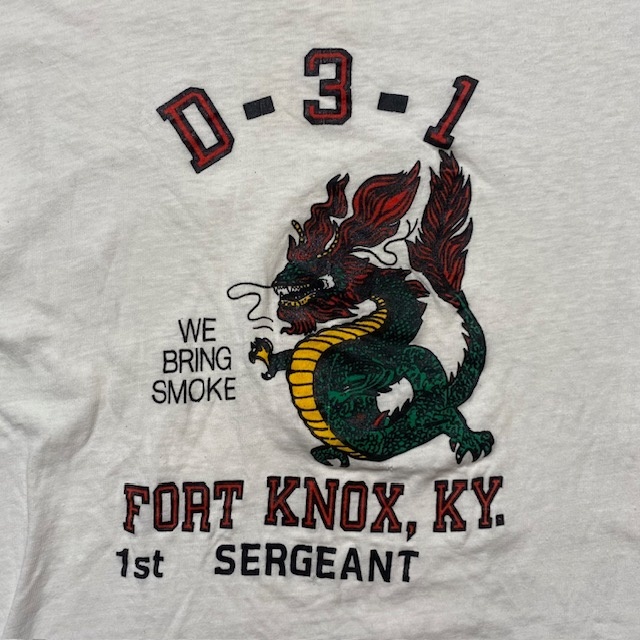 D-3-1
WE
BRING
SMOKE
FORT KNOX, KY.
1st SERGEANT